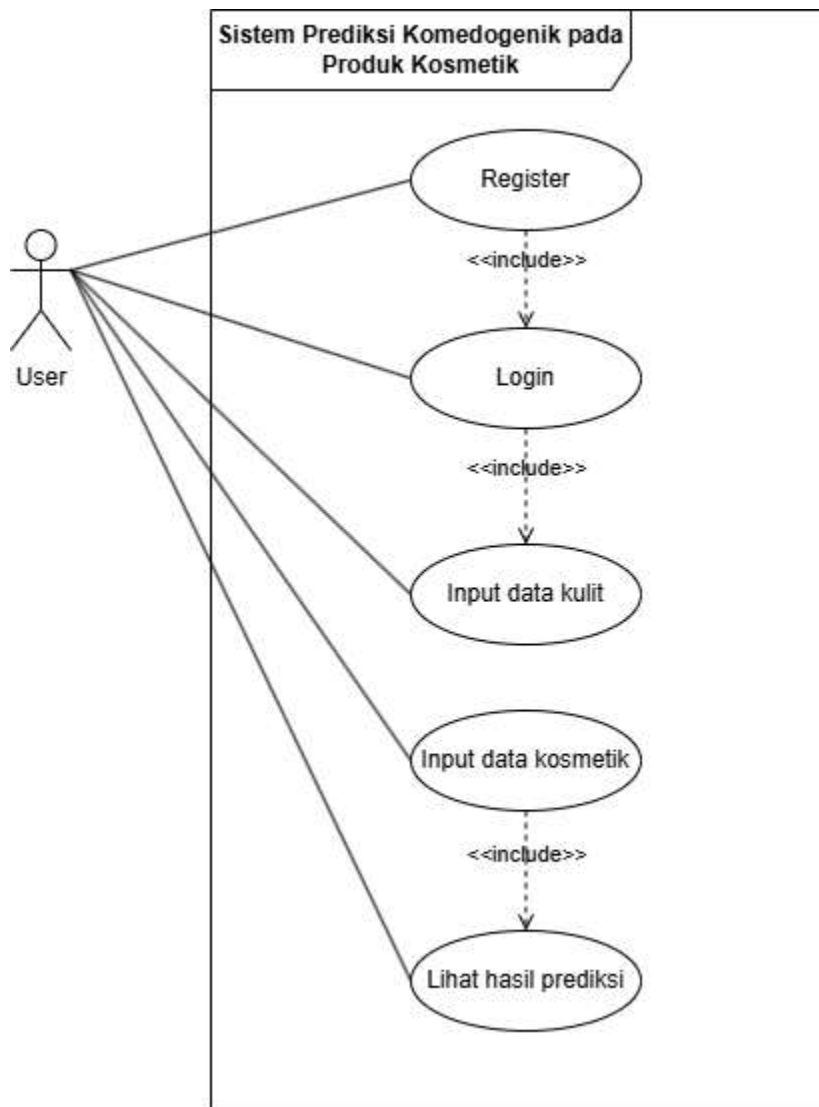 Sistem Prediksi Komedogenik pada
Produk Kosmetik
Register
<<include>>
User
Login
<<include>>
Input data kulit
Input data kosmetik
<<include>>
Lihat hasil prediksi